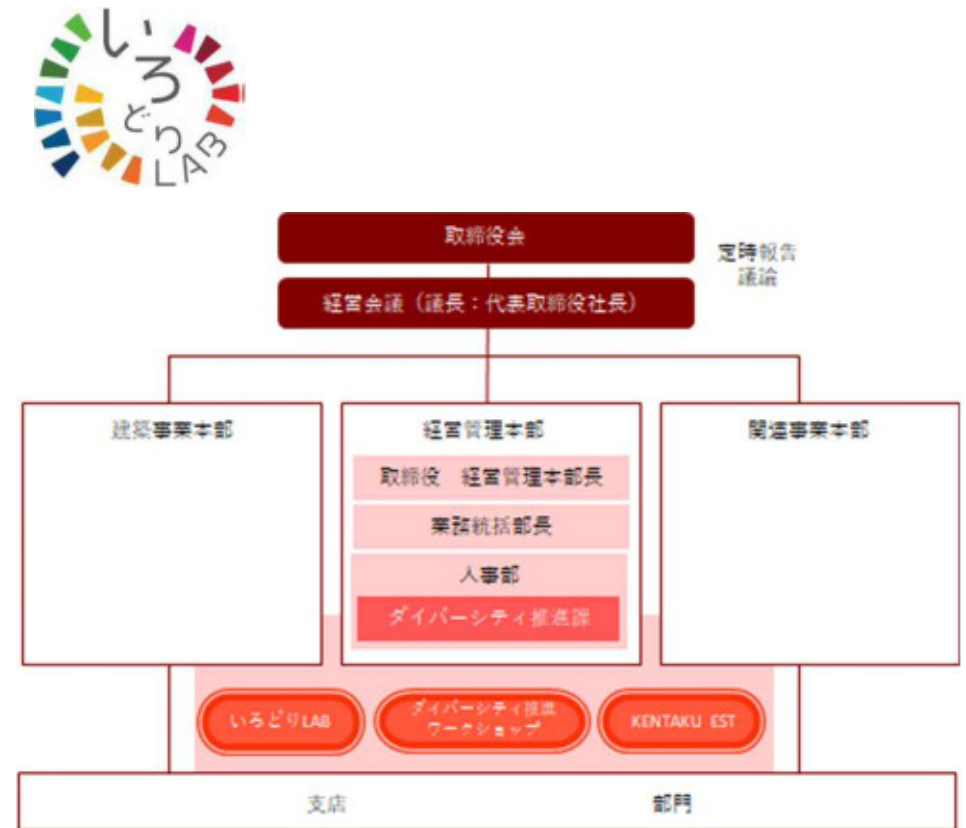 いろどりLAB
取締役会
定時報告
議論
経営会議（議長：代表取締役社長）
建築事業本部
経営管理本部
関連事業本部
取締役　経営管理本部長
業務統括部長
人事部
ダイバーシティ推進課
いろどりLAB
ダイバーシティ推進
ワークショップ
KENTAKU EST
支店
部門